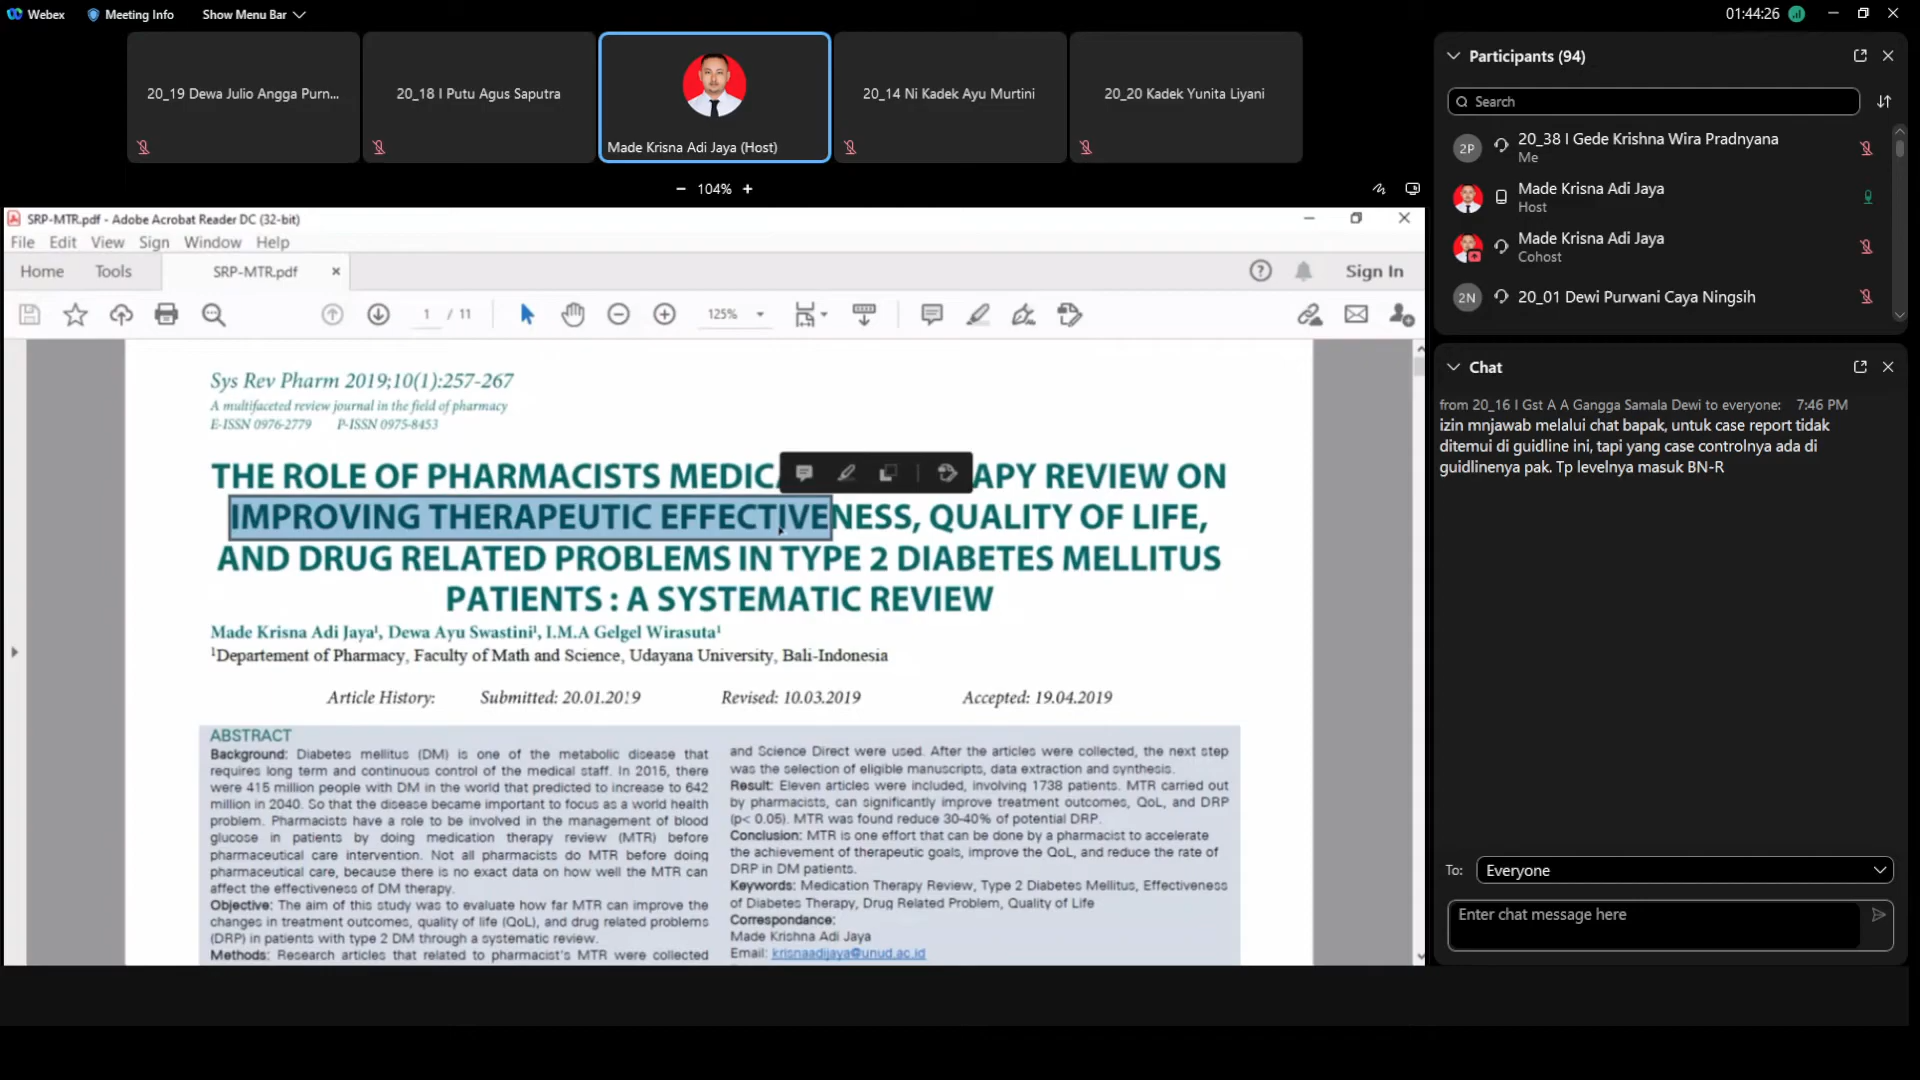 Webex
Meeting Info
Show Menu Bar
01:44:26
20_19 Dewa Julio Angga Purn...
20_18 I Putu Agus Saputra
Made Krisna Adi Jaya (Host)
20_14 Ni Kadek Ayu Murtini
20_20 Kadek Yunita Liyani
104%
SRP-MTR.pdf - Adobe Acrobat Reader DC (32-bit)
File Edit View Sign Window Help
Home Tools SRP-MTR.pdf
Sign In
1 / 11
125%
Sys Rev Pharm 2019;10(1):257-267
A multifaceted review journal in the field of pharmacy
E-ISSN 0976-2779 P-ISSN 0975-8453
THE ROLE OF PHARMACISTS REVIEW ON
IMPROVING THERAPEUTIC EFFECTIVENESS, QUALITY OF LIFE,
AND DRUG RELATED PROBLEMS IN TYPE 2 DIABETES MELLITUS
PATIENTS : A SYSTEMATIC REVIEW
Made Krisna Adi Jaya¹, Dewa Ayu Swastini¹, I.M.A Gelgel Wirasuta¹
¹Departement of Pharmacy, Faculty of Math and Science, Udayana University, Bali-Indonesia
Article History: Submitted: 20.01.2019 Revised: 10.03.2019 Accepted: 19.04.2019
ABSTRACT
Background: Diabetes mellitus (DM) is one of the metabolic disease that
requires long term and continuous control of the medical staff. In 2015, there
were 415 million people with DM in the world that predicted to increase to 642
million in 2040. So that the disease became important to focus as a world health
problem. Pharmacists have a role to be involved in the management of blood
glucose in patients by doing medication therapy review (MTR) before
pharmaceutical care intervention. Not all pharmacists do MTR before doing
pharmaceutical care, because there is no exact data on how well the MTR can
affect the effectiveness of DM therapy.
Objective: The aim of this study was to evaluate how far MTR can improve the
changes in treatment outcomes, quality of life (QoL), and drug related problems
(DRP) in patients with type 2 DM through a systematic review.
Methods: Research articles that related to pharmacist's MTR were collected
and Science Direct were used. After the articles were collected, the next step
was the selection of eligible manuscripts, data extraction and synthesis.
Result: Eleven articles were included, involving 1738 patients. MTR carried out
by pharmacists, can significantly improve treatment outcomes, QoL, and DRP
(p< 0.05). MTR was found reduce 30-40% of potential DRP.
Conclusion: MTR is one effort that can be done by a pharmacist to accelerate
the achievement of therapeutic goals, improve the QoL, and reduce the rate of
DRP in DM patients.
Keywords: Medication Therapy Review, Type 2 Diabetes Mellitus, Effectiveness
of Diabetes Therapy, Drug Related Problem, Quality of Life
Correspondance:
Made Krishna Adi Jaya
Email: krisnaadijaya@unud.ac.id
Participants (94)
Search
2P
20_38 I Gede Krishna Wira Pradnyana
Me
Made Krisna Adi Jaya
Host
Made Krisna Adi Jaya
Cohost
2N
20_01 Dewi Purwani Caya Ningsih
Chat
from 20_16 I Gst A A Gangga Samala Dewi to everyone: 7:46 PM
izin mnjawab melalui chat bapak, untuk case report tidak
ditemui di guidline ini, tapi yang case controlnya ada di
guidlinenya pak. Tp levelnya masuk BN-R
To: Everyone
Enter chat message here